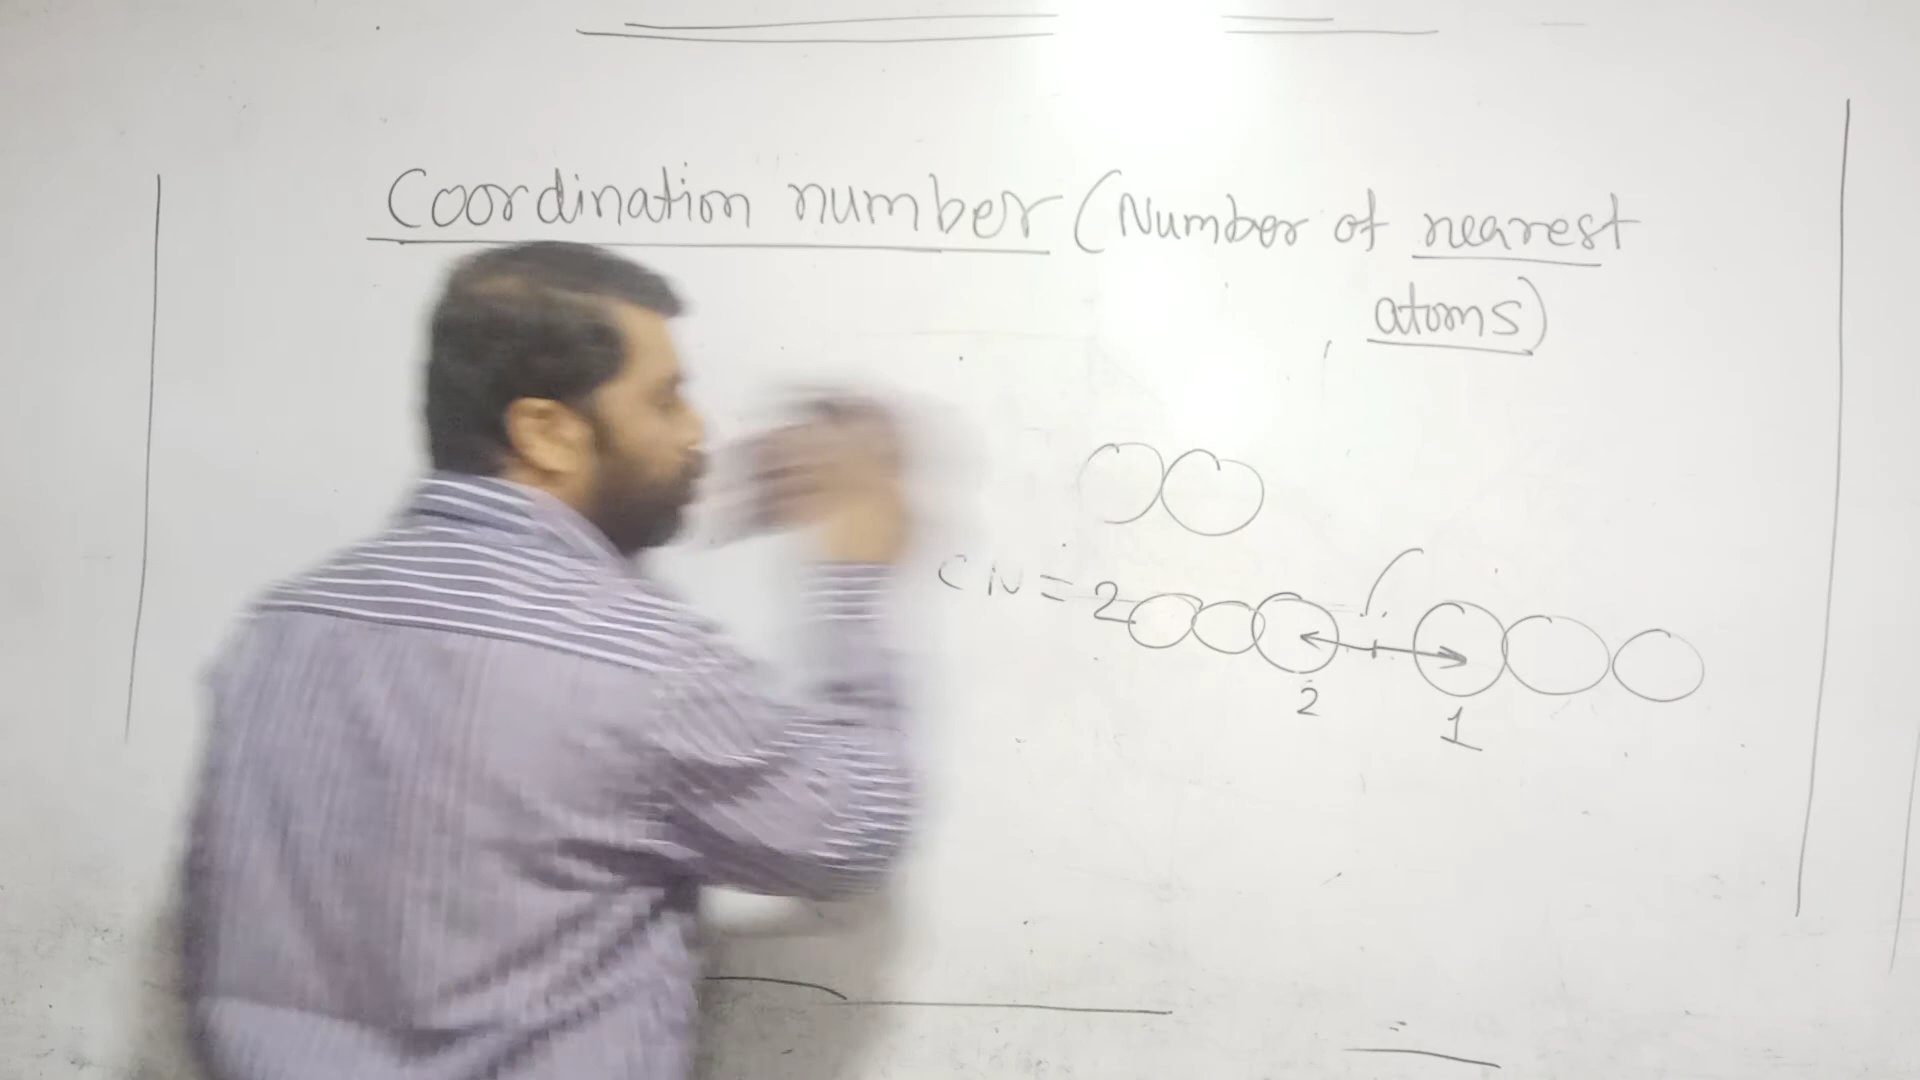 Coordination number (Number of nearest
atoms)
CN = 2
2
1